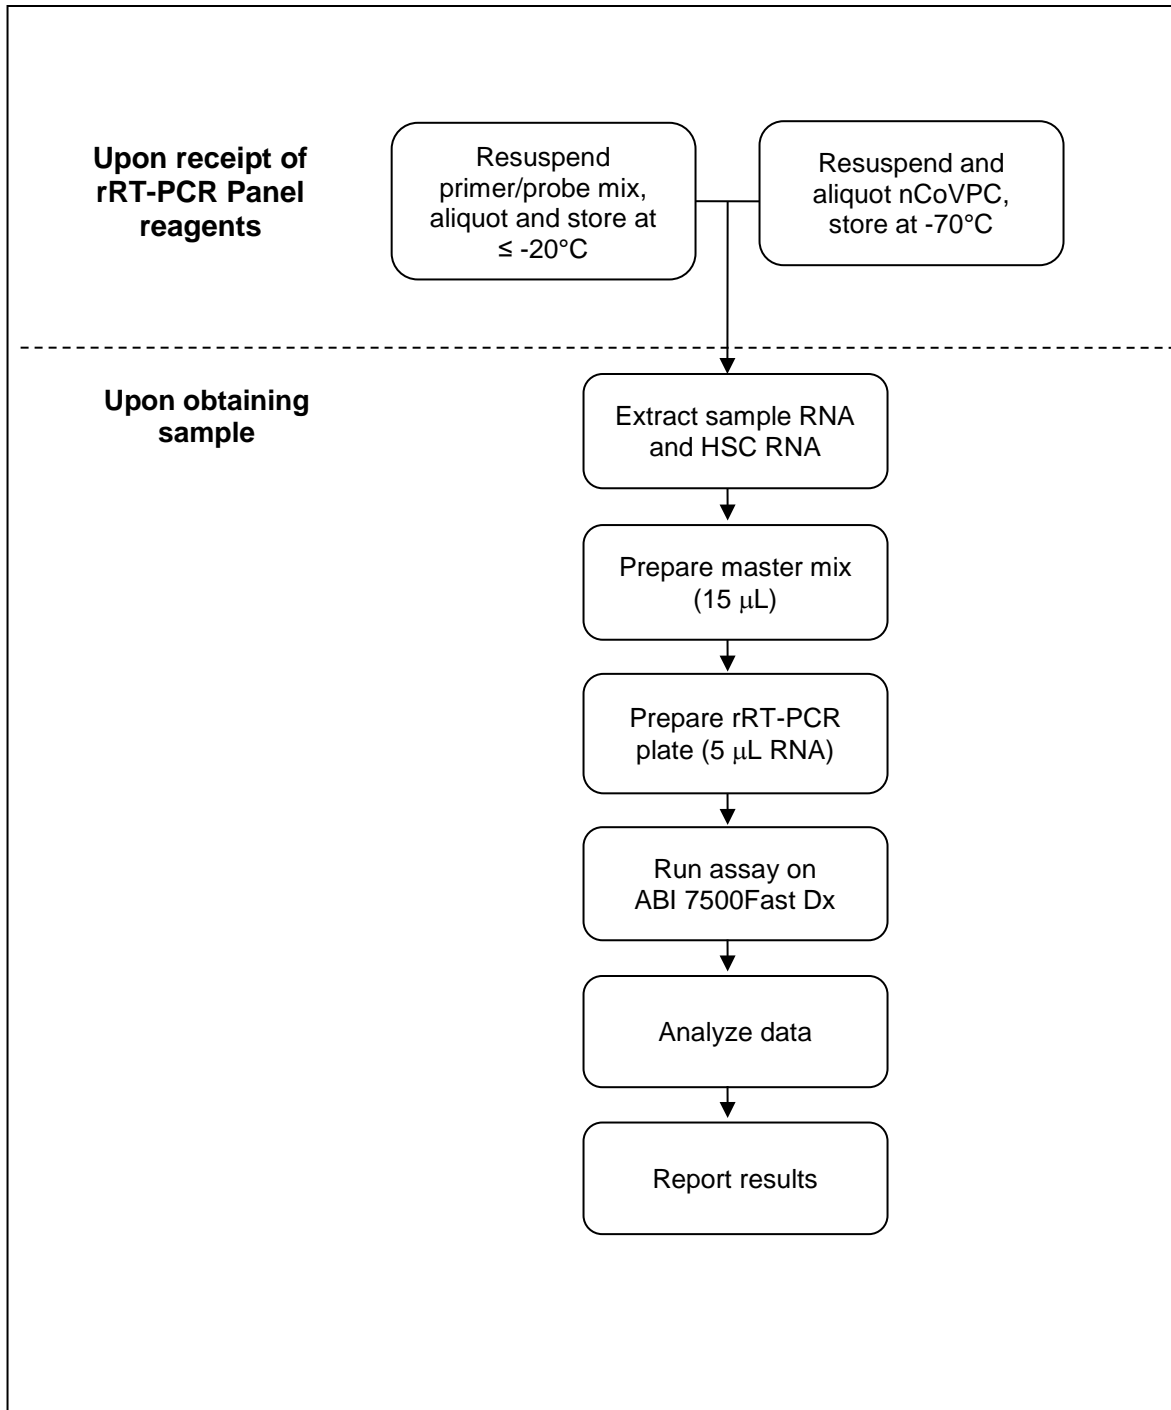 Upon receipt of
rRT-PCR Panel
reagents
Resuspend
primer/probe mix,
aliquot and store at
≤ -20°C
Resuspend and
aliquot nCoVPC,
store at -70°C
Upon obtaining
sample
Extract sample RNA
and HSC RNA
Prepare master mix
(15 μL)
Prepare rRT-PCR
plate (5 μL RNA)
Run assay on
ABI 7500Fast Dx
Analyze data
Report results